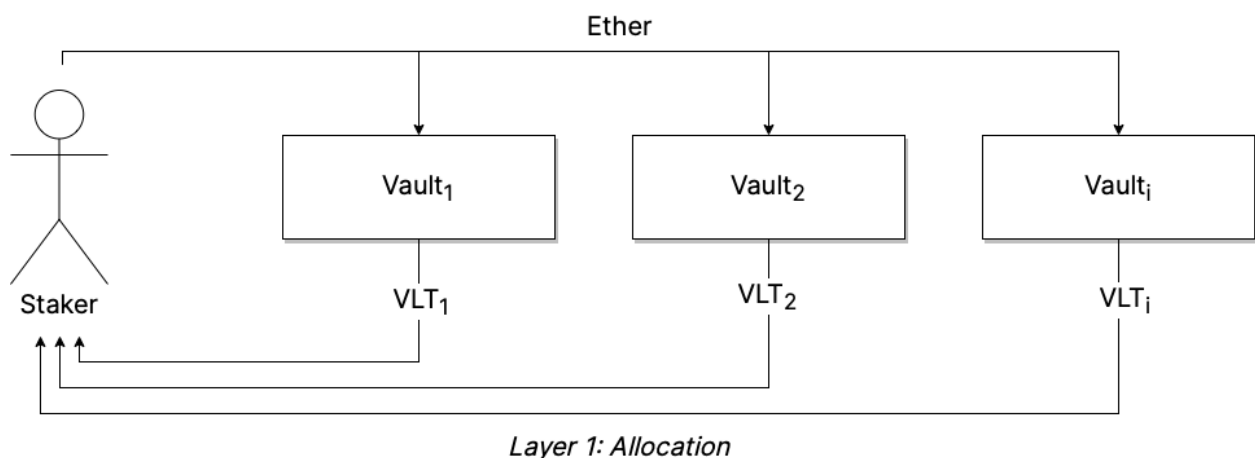 Ether
Vault₁
Vault₂
Vaultᵢ
Staker
VLT₁
VLT₂
VLTᵢ
Layer 1: Allocation